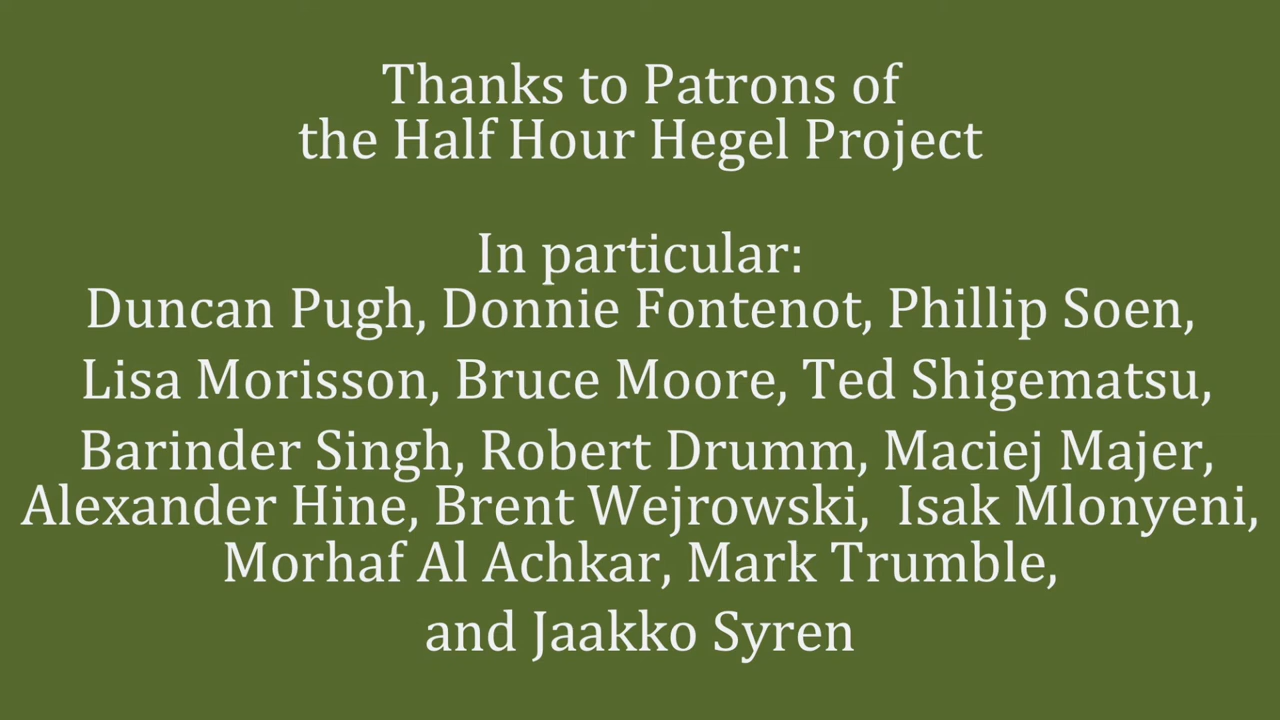 Thanks to Patrons of
the Half Hour Hegel Project
In particular:
Duncan Pugh, Donnie Fontenot, Phillip Soen,
Lisa Morisson, Bruce Moore, Ted Shigematsu,
Barinder Singh, Robert Drumm, Maciej Majer,
Alexander Hine, Brent Wejrowski, Isak Mlonyeni,
Morhaf Al Achkar, Mark Trumble,
and Jaakko Syren